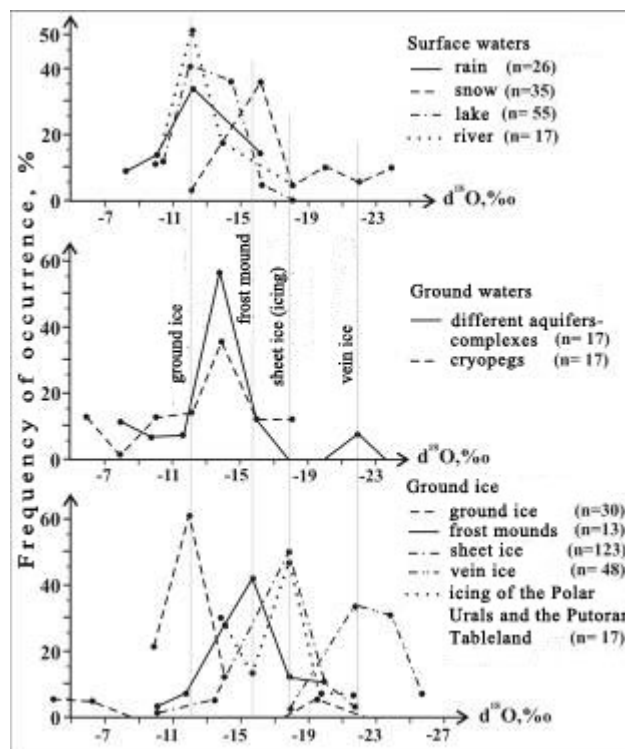 Frequency of occurrence, %
50
40
20
0
-7
-11
-15
-19
-23
d¹⁸O,‰
Surface waters
rain (n=26)
snow (n=35)
lake (n= 55)
river (n= 17)
60
40
20
0
-7
-11
-15
-19
-23
d¹⁸O,‰
ground ice
frost mound
sheet ice (icing)
vein ice
Ground waters
different aquifers-
complexes (n= 17)
cryopegs (n= 17)
60
40
20
0
-7
-11
-15
-19
-23
-27
d¹⁸O,‰
Ground ice
ground ice (n=30)
frost mounds (n=13)
sheet ice (n=123)
vein ice (n= 48)
icing of the Polar
Urals and the Putoran
Tableland (n= 17)